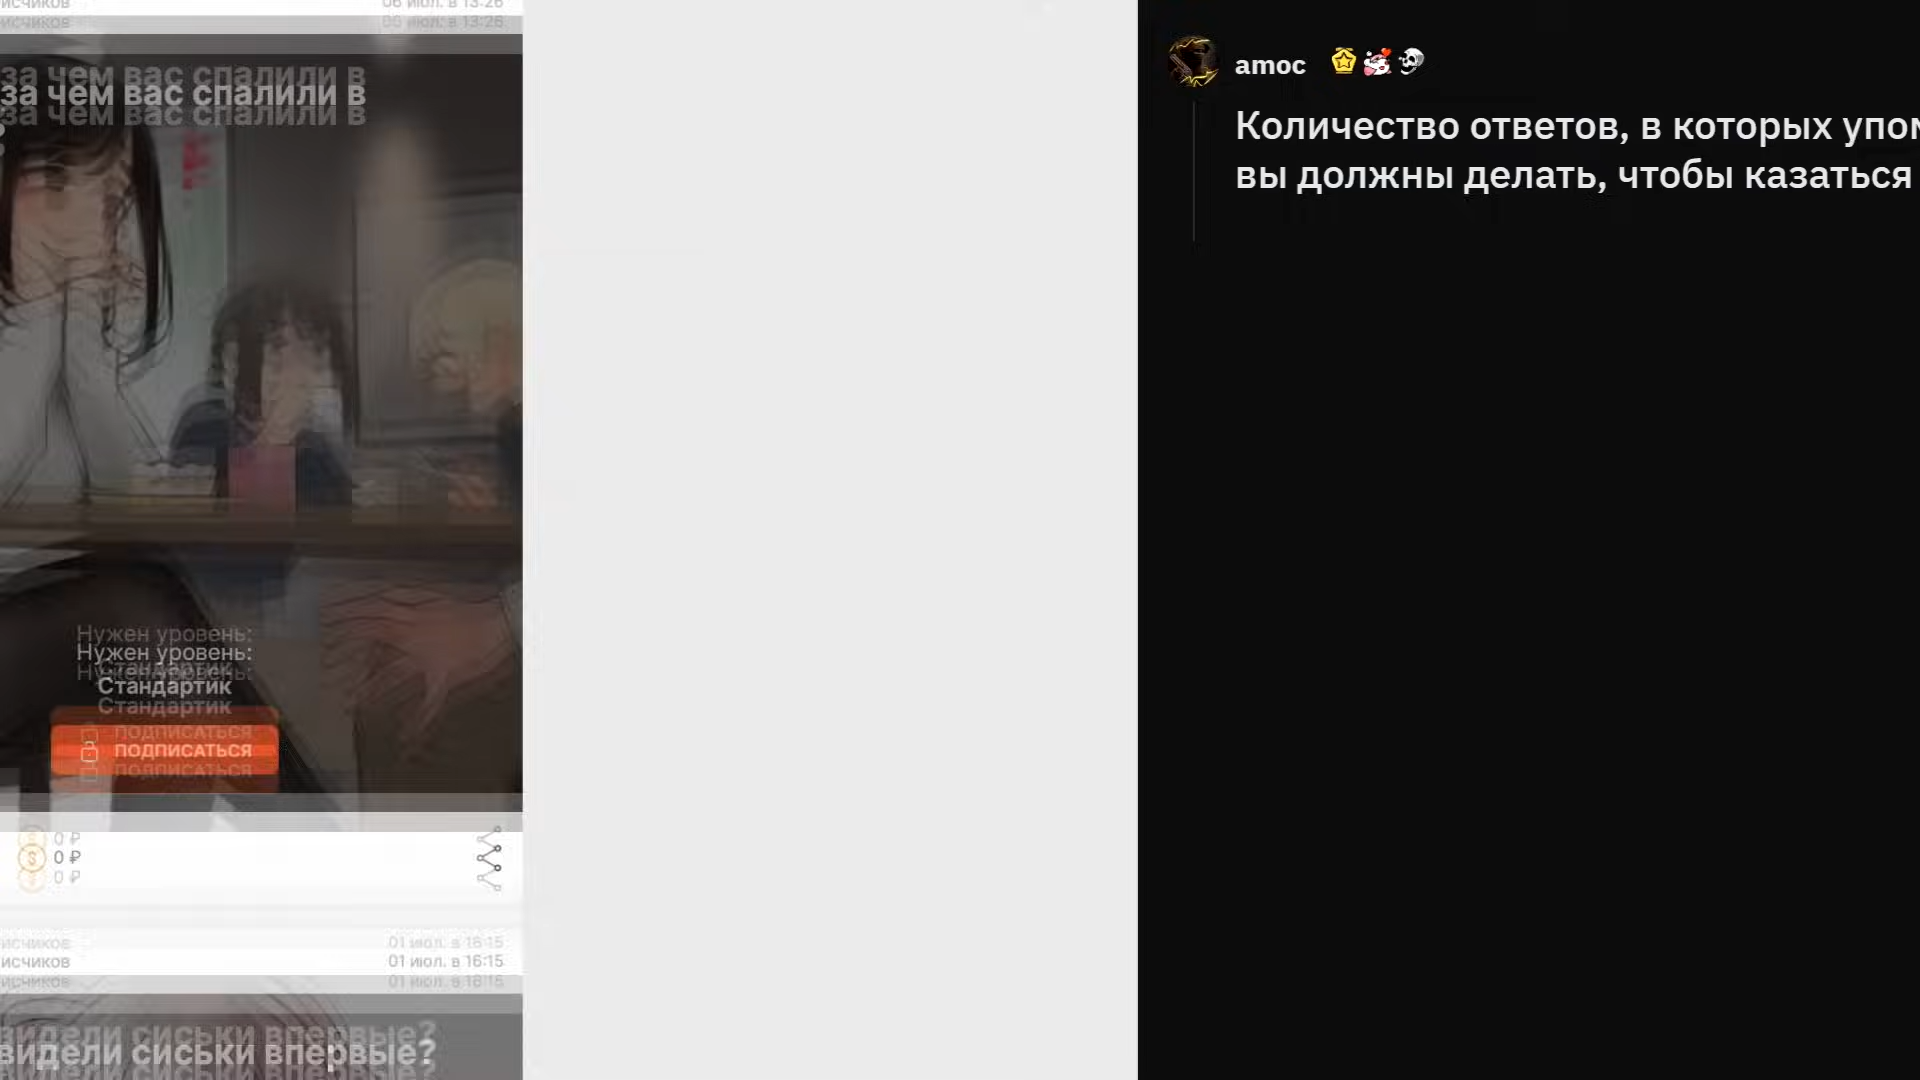 исчиков 06 июл. в 13:26
за чем вас спалили в
?
Нужен уровень:
Стандартик
ПОДПИСАТЬСЯ
0 ₽
исчиков 01 июл. в 16:15
видели сиськи впервые?
amoc
Количество ответов, в которых упом
вы должны делать, чтобы казаться